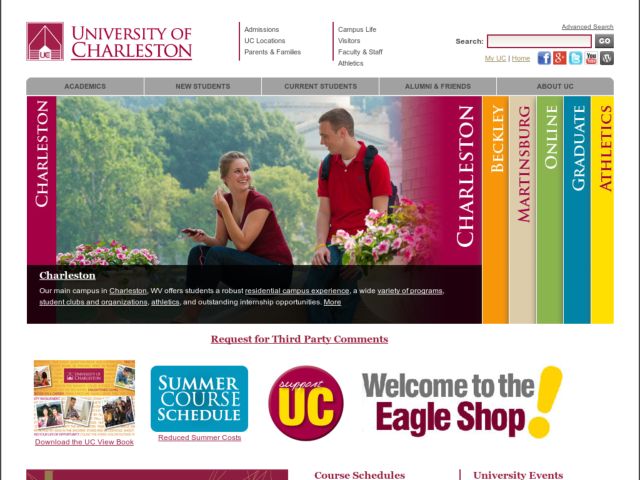 UNIVERSITY OF
CHARLESTON
UC
Admissions
UC Locations
Parents & Families
Campus Life
Visitors
Faculty & Staff
Athletics
Advanced Search
Search:
GO
My UC | Home
ACADEMICS
NEW STUDENTS
CURRENT STUDENTS
ALUMNI & FRIENDS
ABOUT UC
CHARLESTON
CHARLESTON
BECKLEY
MARTINSBURG
ONLINE
GRADUATE
ATHLETICS
Charleston
Our main campus in Charleston, WV offers students a robust residential campus experience, a wide variety of programs,
student clubs and organizations, athletics, and outstanding internship opportunities. More
Request for Third Party Comments
UNIVERSITY OF
CHARLESTON
Download the UC View Book
SUMMER
COURSE
SCHEDULE
Reduced Summer Costs
support
UC
Welcome to the
Eagle Shop!
Course Schedules
University Events